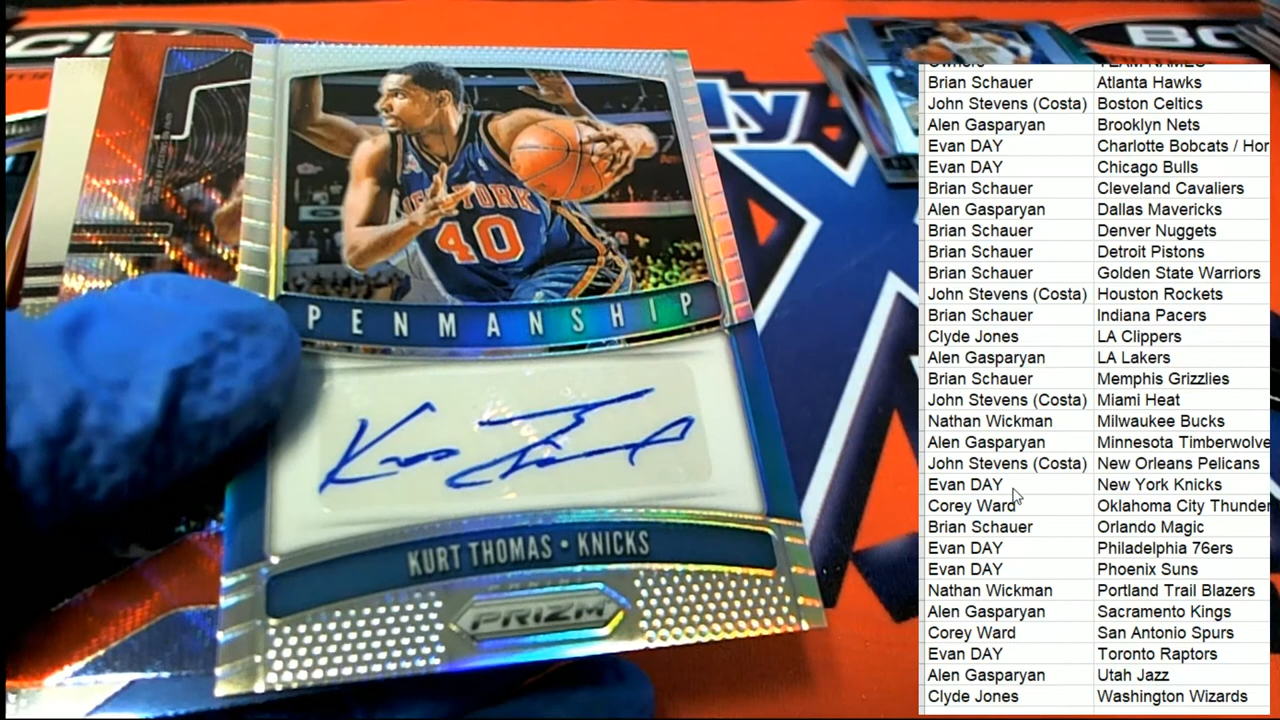 NEW YORK
40
PENMANSHIP
Kurt Thomas
KURT THOMAS • KNICKS
PANINI
PRIZM
BC
Owners TEAM NAMES
Brian Schauer Atlanta Hawks
John Stevens (Costa) Boston Celtics
Alen Gasparyan Brooklyn Nets
Evan DAY Charlotte Bobcats / Hor
Evan DAY Chicago Bulls
Brian Schauer Cleveland Cavaliers
Alen Gasparyan Dallas Mavericks
Brian Schauer Denver Nuggets
Brian Schauer Detroit Pistons
Brian Schauer Golden State Warriors
John Stevens (Costa) Houston Rockets
Brian Schauer Indiana Pacers
Clyde Jones LA Clippers
Alen Gasparyan LA Lakers
Brian Schauer Memphis Grizzlies
John Stevens (Costa) Miami Heat
Nathan Wickman Milwaukee Bucks
Alen Gasparyan Minnesota Timberwolve
John Stevens (Costa) New Orleans Pelicans
Evan DAY New York Knicks
Corey Ward Oklahoma City Thunder
Brian Schauer Orlando Magic
Evan DAY Philadelphia 76ers
Evan DAY Phoenix Suns
Nathan Wickman Portland Trail Blazers
Alen Gasparyan Sacramento Kings
Corey Ward San Antonio Spurs
Evan DAY Toronto Raptors
Alen Gasparyan Utah Jazz
Clyde Jones Washington Wizards